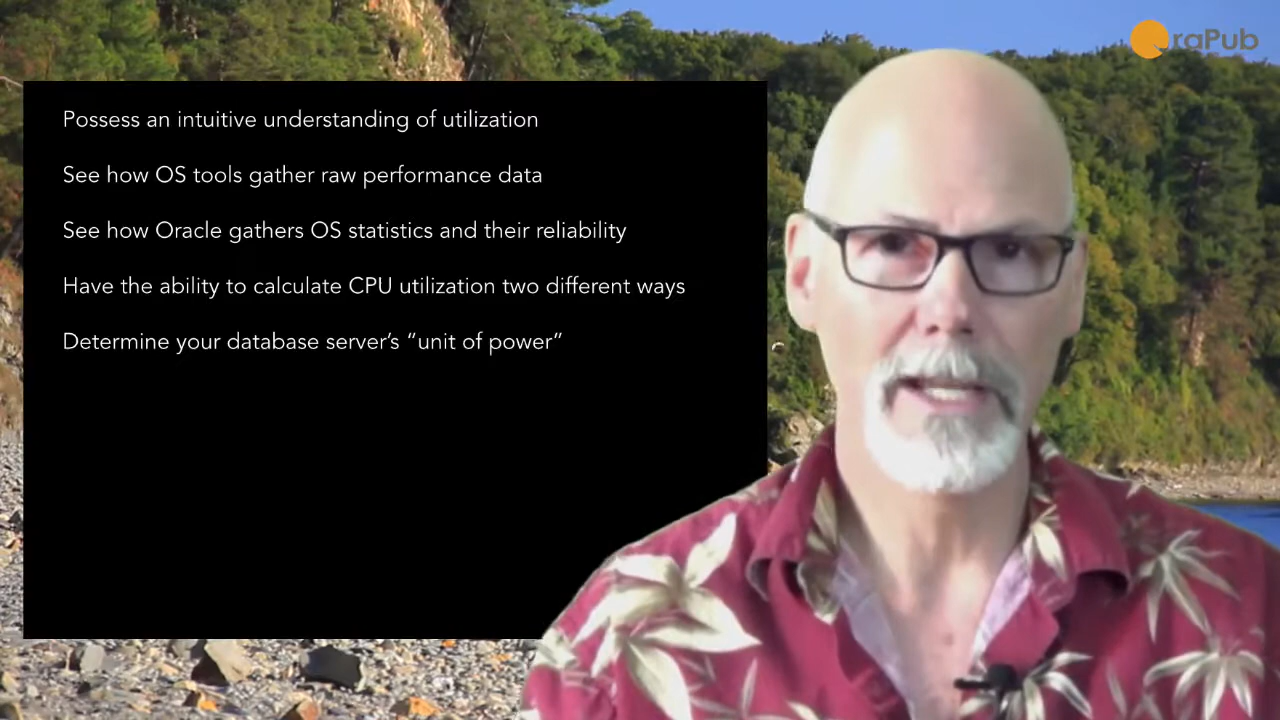 OraPub
Possess an intuitive understanding of utilization
See how OS tools gather raw performance data
See how Oracle gathers OS statistics and their reliability
Have the ability to calculate CPU utilization two different ways
Determine your database server’s “unit of power”